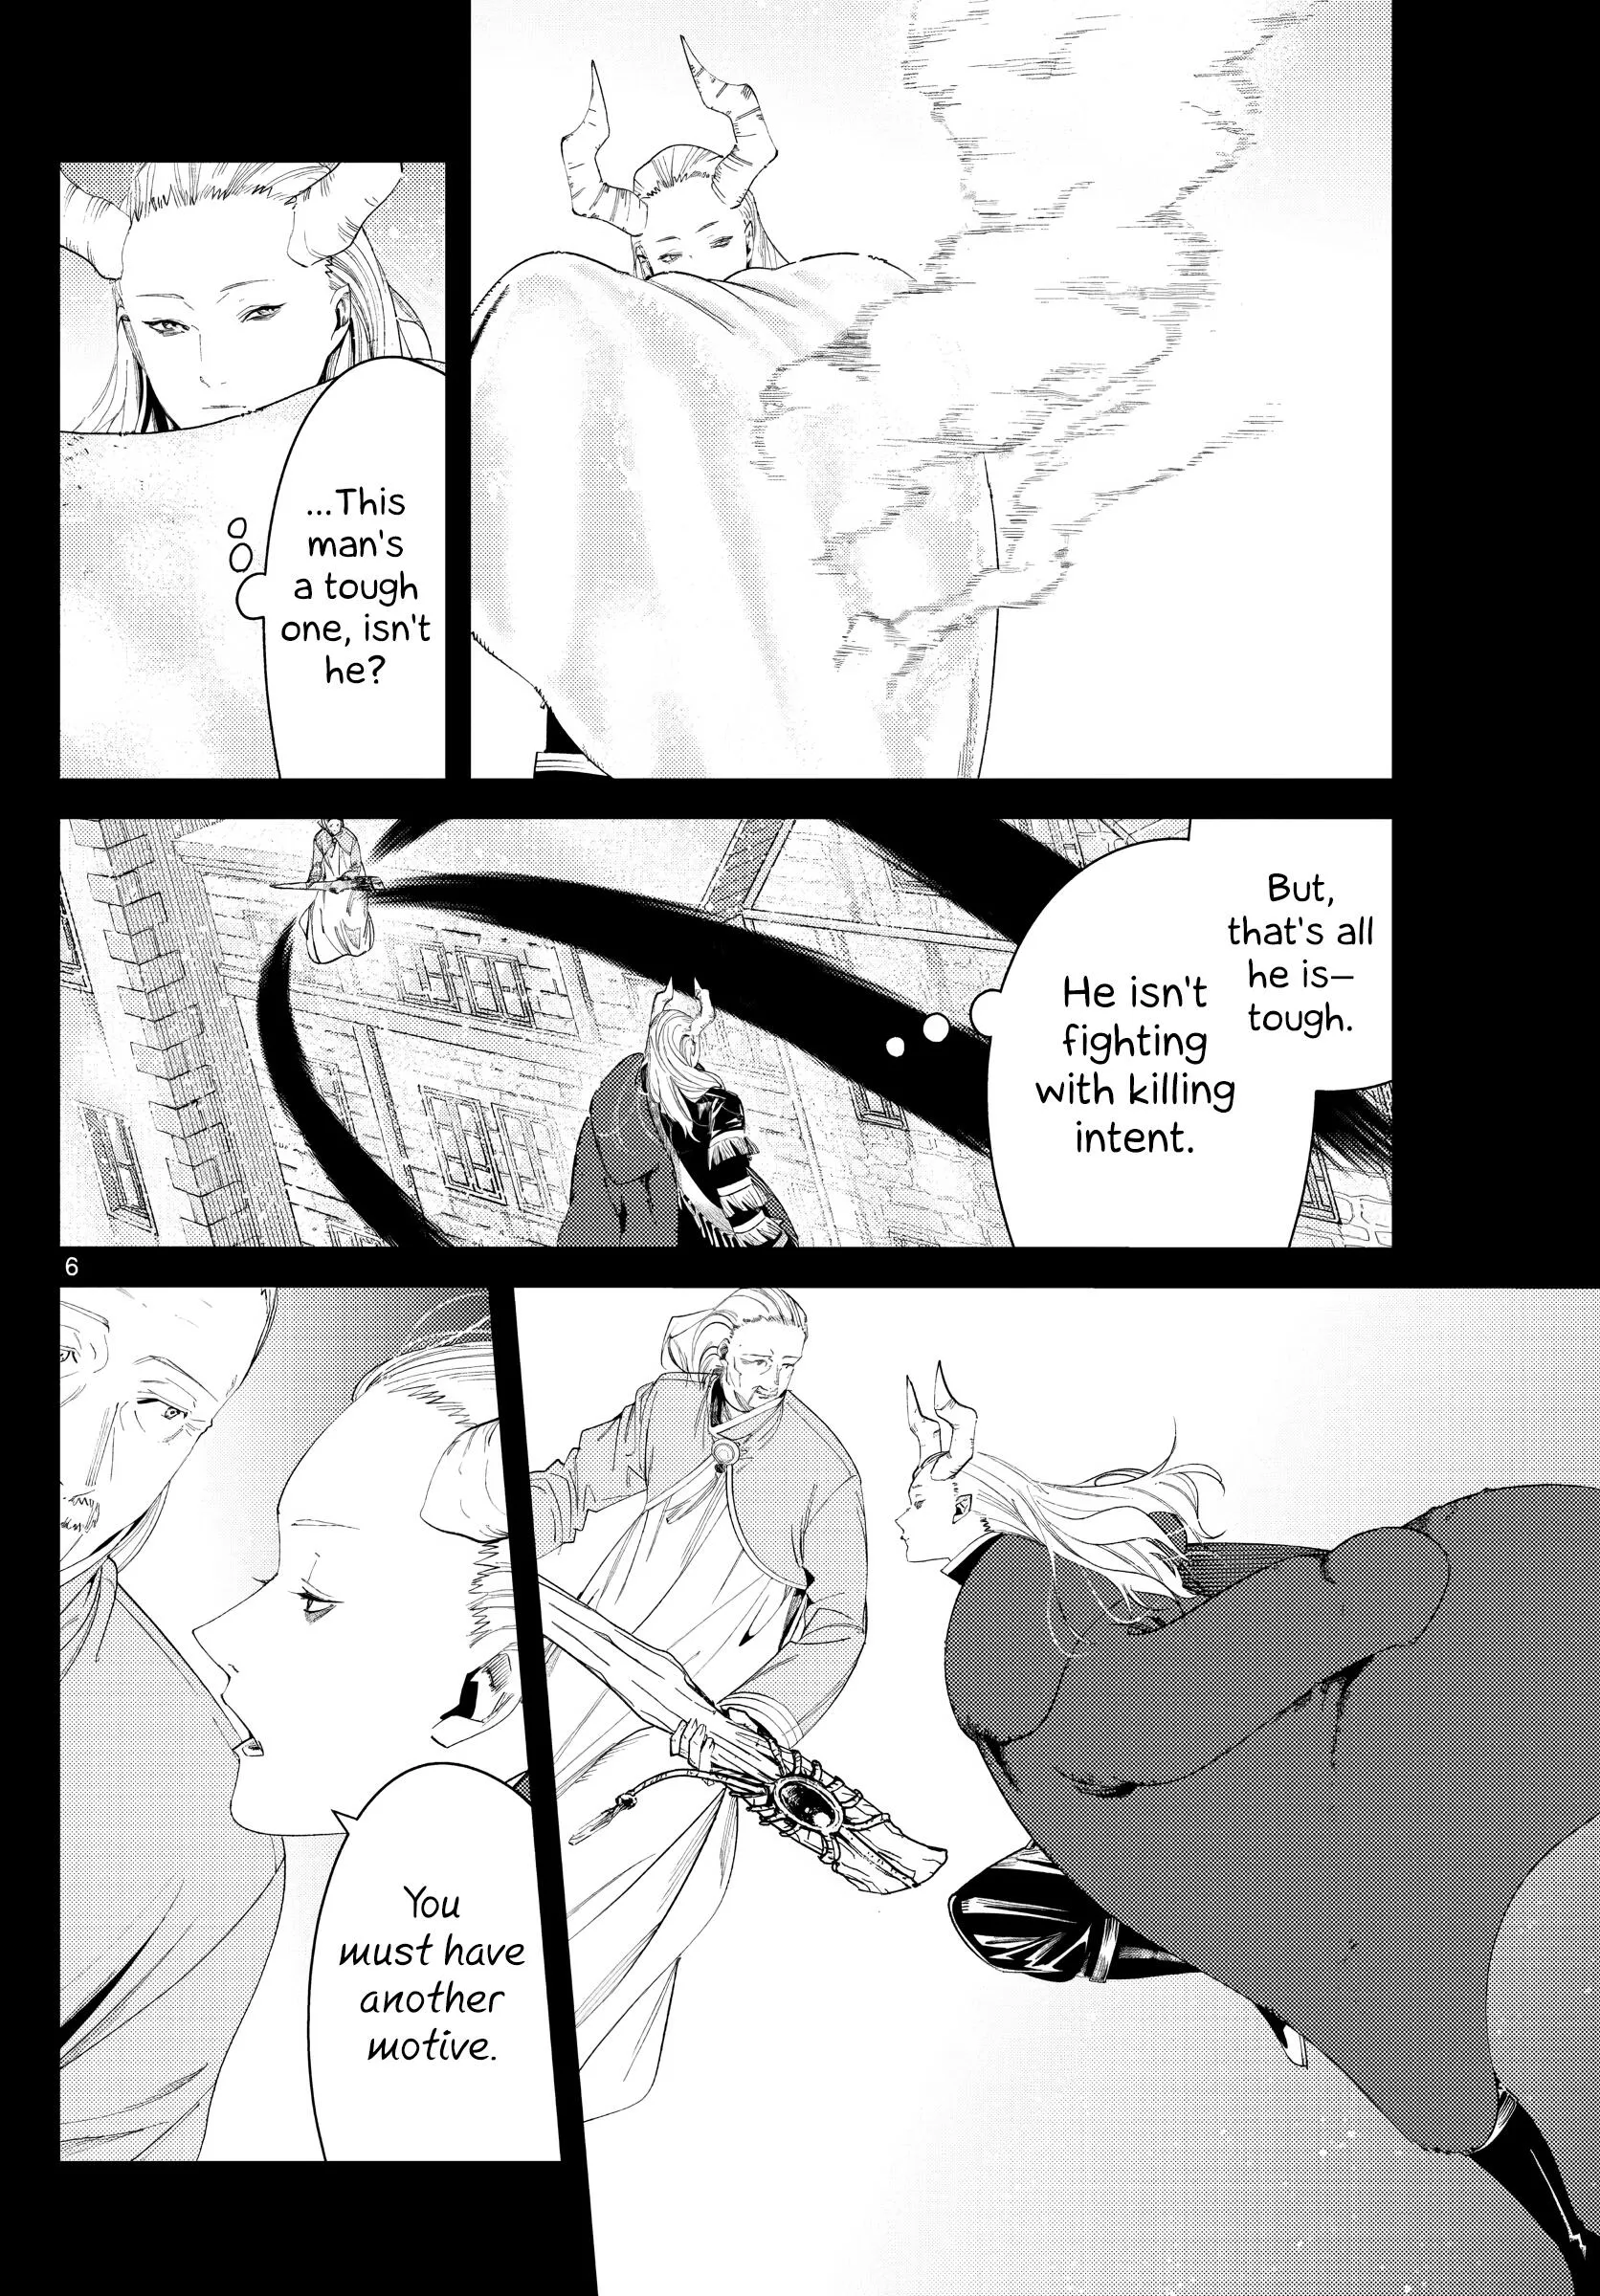 ...This
man's
a tough
one, isn't
he?
But,
that's all
he is—
tough.
He isn't
fighting
with killing
intent.
6
You
must have
another
motive.